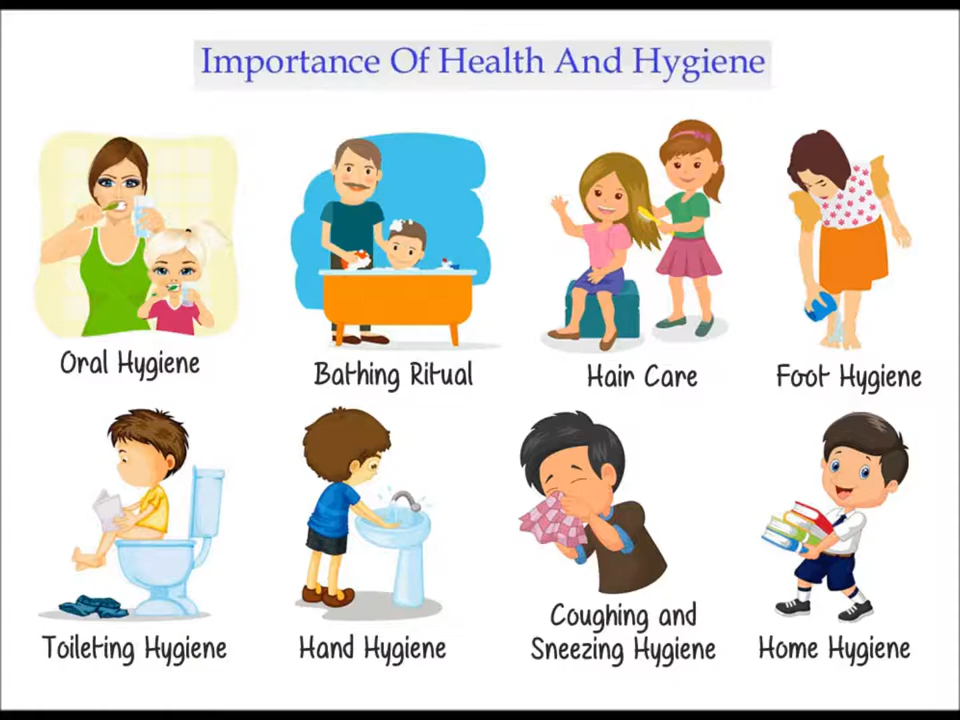 Importance Of Health And Hygiene
Oral Hygiene
Bathing Ritual
Hair Care
Foot Hygiene
Toileting Hygiene
Hand Hygiene
Coughing and
Sneezing Hygiene
Home Hygiene